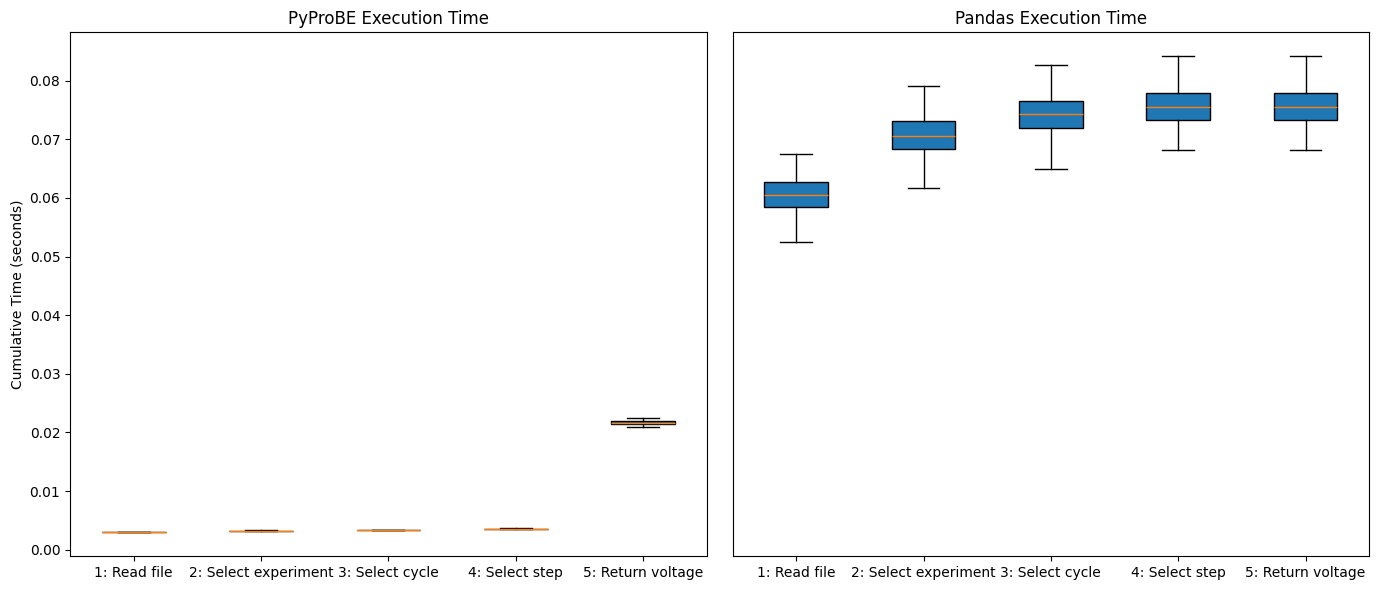 PyProBE Execution Time
Pandas Execution Time
Cumulative Time (seconds)
0.08
0.07
0.06
0.05
0.04
0.03
0.02
0.01
0.00
1: Read file
2: Select experiment
3: Select cycle
4: Select step
5: Return voltage
1: Read file
2: Select experiment
3: Select cycle
4: Select step
5: Return voltage